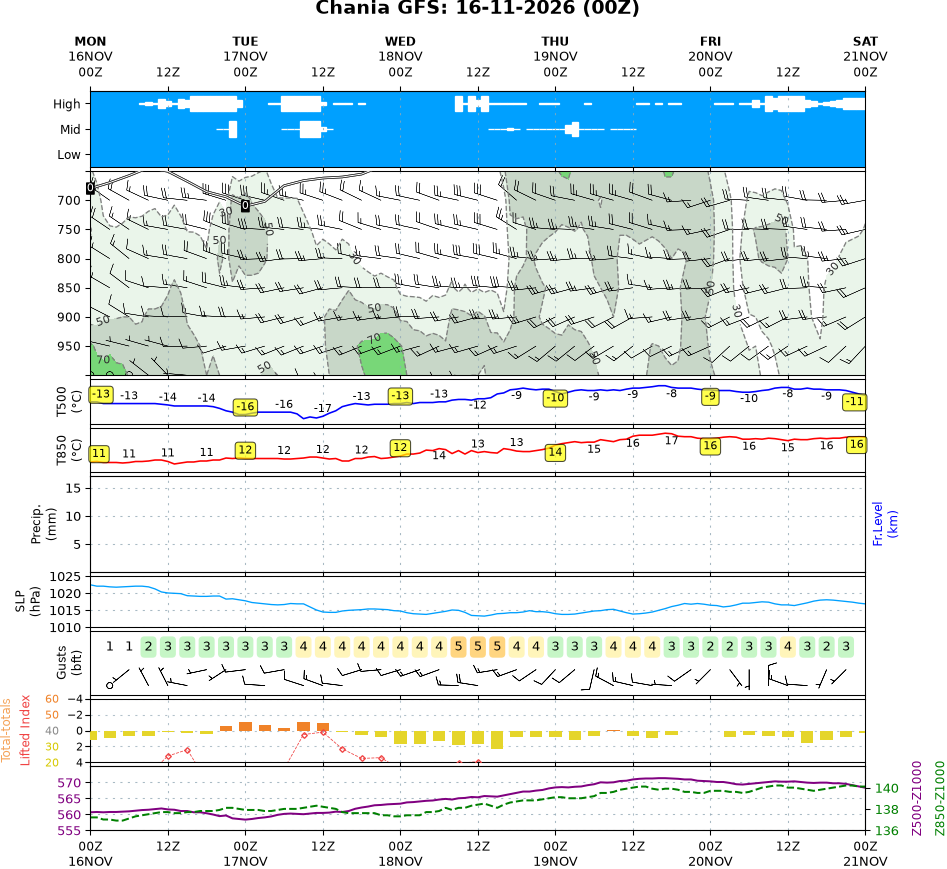 Chania GFS: 16-11-2026 (00Z)
MON TUE WED THU FRI SAT
16NOV 17NOV 18NOV 19NOV 20NOV 21NOV
00Z 12Z 00Z 12Z 00Z 12Z 00Z 12Z 00Z 12Z 00Z
High
Mid
Low
0
0
700
750
800
850
900
950
30
50
50
30
50
50
70
70
50
50
50
50
30
30
50
T500
(°C)
-13 -13 -14 -14 -16 -16 -17 -13 -13 -13 -12 -9 -10 -9 -9 -8 -9 -10 -8 -9 -11
T850
(°C)
11 11 11 11 12 12 12 12 12 14 13 13 14 15 16 17 16 16 15 16 16
Precip.
(mm)
15
10
5
Fr.Level
(km)
SLP
(hPa)
1025
1020
1015
1010
Gusts
(bft)
1 1 2 3 3 3 3 3 3 3 4 4 4 4 4 4 4 4 5 5 5 4 4 3 3 3 4 4 4 3 3 2 3 3 4 3 2 3
Total-totals
Lifted Index
60 −4
50 −2
40 0
30 2
20 4
570
565
560
555
140
138
136
Z500-Z1000
Z850-Z1000
00Z 12Z 00Z 12Z 00Z 12Z 00Z 12Z 00Z 12Z 00Z
16NOV 17NOV 18NOV 19NOV 20NOV 21NOV